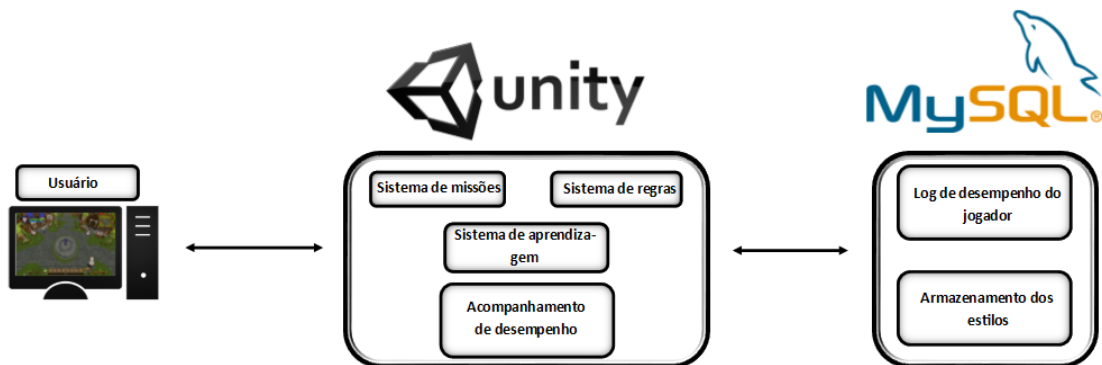 unity
MySQL®
Usuário
Sistema de missões
Sistema de regras
Sistema de aprendiza-
gem
Acompanhamento
de desempenho
Log de desempenho do
jogador
Armazenamento dos
estilos